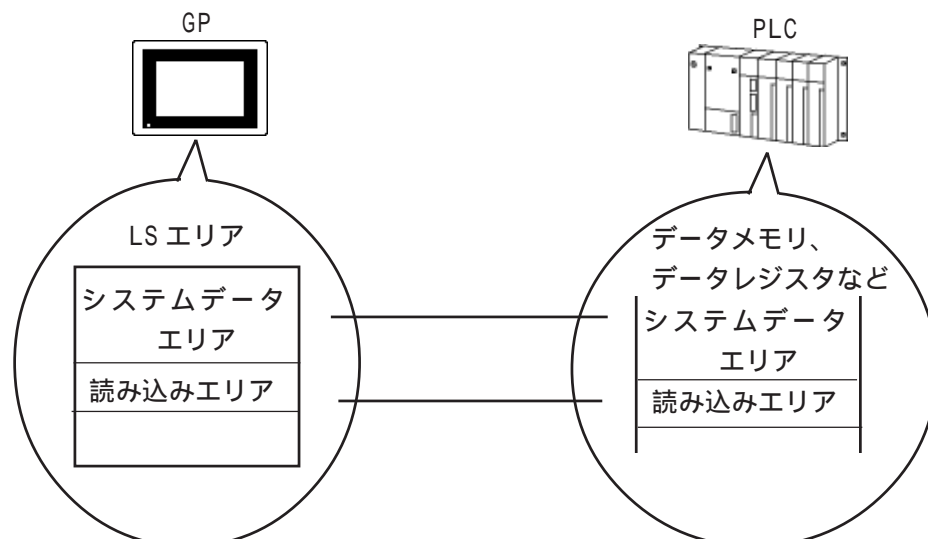 GP
PLC
LSエリア
システムデータ
エリア
読み込みエリア
データメモリ、
データレジスタなど
システムデータ
エリア
読み込みエリア